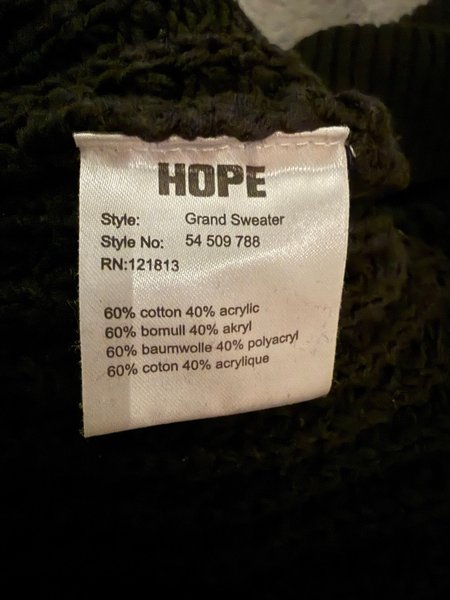 HOPE
Style: Grand Sweater
Style No: 54 509 788
RN:121813
60% cotton 40% acrylic
60% bomull 40% akryl
60% baumwolle 40% polyacryl
60% coton 40% acrylique